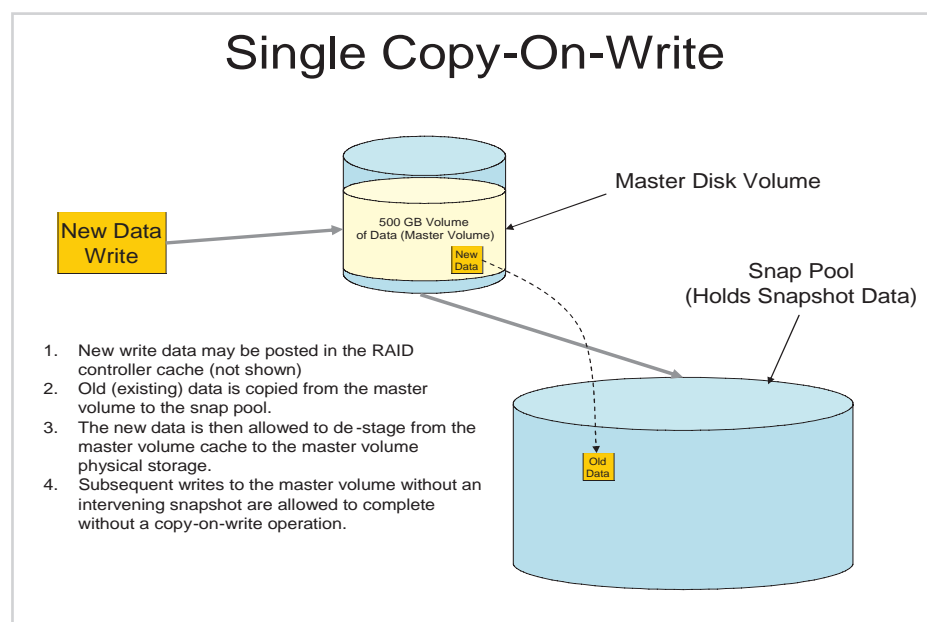 Single Copy-On-Write
Master Disk Volume
500 GB Volume
of Data (Master Volume)
New Data
Write
New
Data
Snap Pool
(Holds Snapshot Data)
1. New write data may be posted in the RAID
controller cache (not shown)
2. Old (existing) data is copied from the master
volume to the snap pool.
3. The new data is then allowed to de-stage from the
master volume cache to the master volume
physical storage.
4. Subsequent writes to the master volume without an
intervening snapshot are allowed to complete
without a copy-on-write operation.
Old
Data